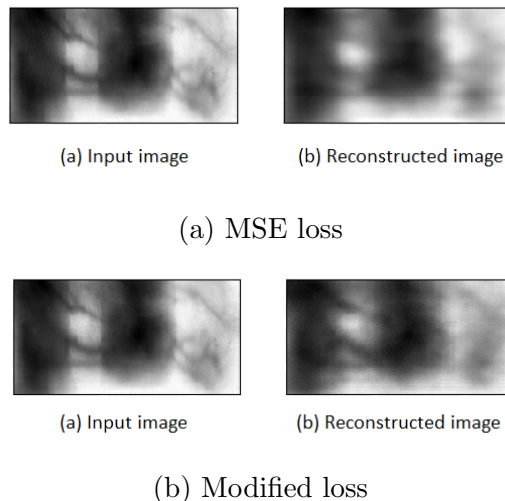 (a) Input image
(b) Reconstructed image
(a) MSE loss
(a) Input image
(b) Reconstructed image
(b) Modified loss